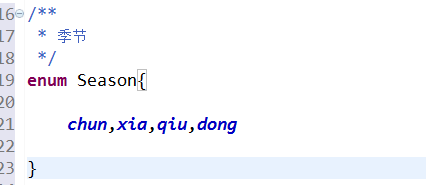 16 /**
17  * 季节
18  */
19 enum Season{
20
21     chun,xia,qiu,dong
22
23 }